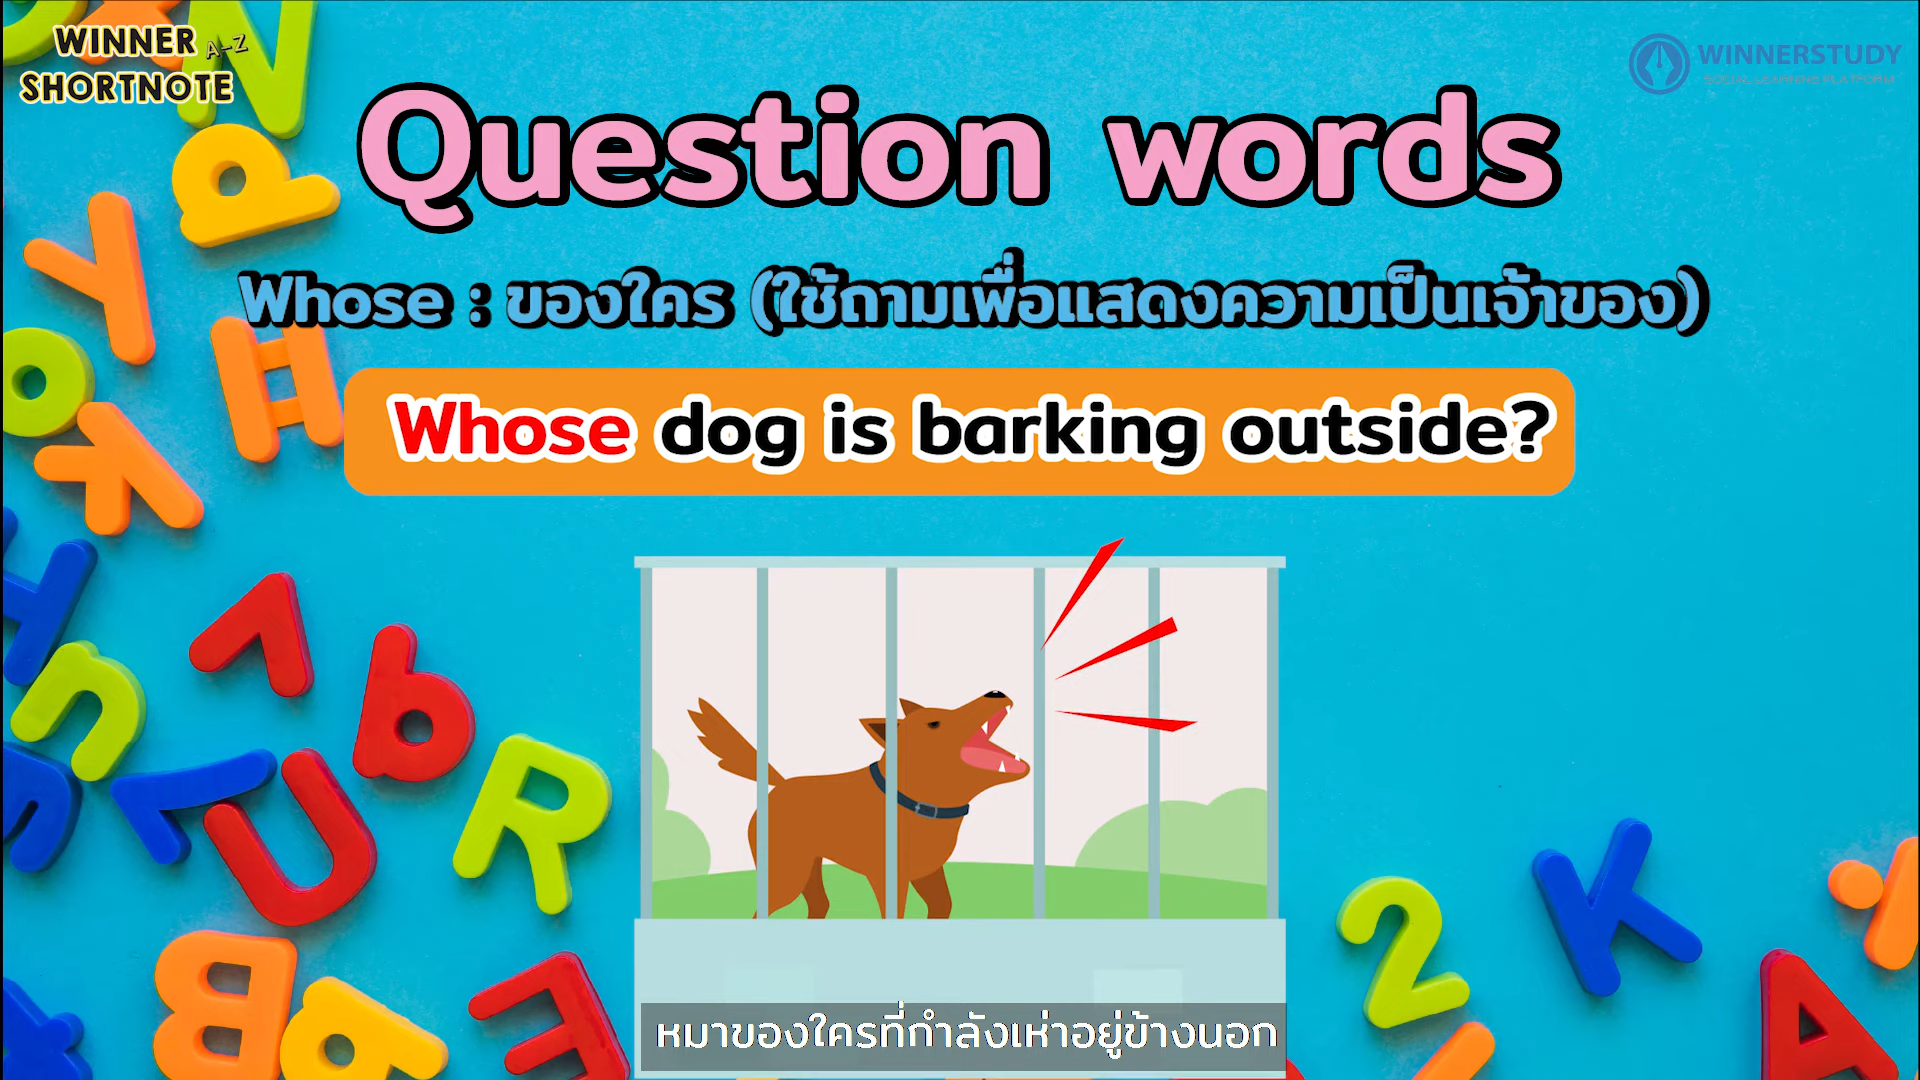 WINNER A-Z
SHORTNOTE
WINNERSTUDY
SOCIAL LEARNING PLATFORM
Question words
Whose : ของใคร (ใช้ถามเพื่อแสดงความเป็นเจ้าของ)
Whose dog is barking outside?
หมาของใครที่กำลังเห่าอยู่ข้างนอก